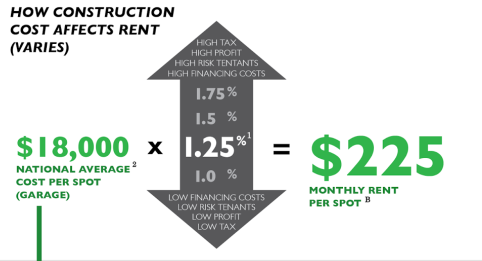 HOW CONSTRUCTION
COST AFFECTS RENT
(VARIES)
HIGH TAX
HIGH PROFIT
HIGH RISK TENTANTS
HIGH FINANCING COSTS
1.75%
1.5 %
$18,000 x 1.25%¹ = $225
1.0 %
NATIONAL AVERAGE²
COST PER SPOT
(GARAGE)
MONTHLY RENT
PER SPOT B
LOW FINANCING COSTS
LOW RISK TENANTS
LOW PROFIT
LOW TAX